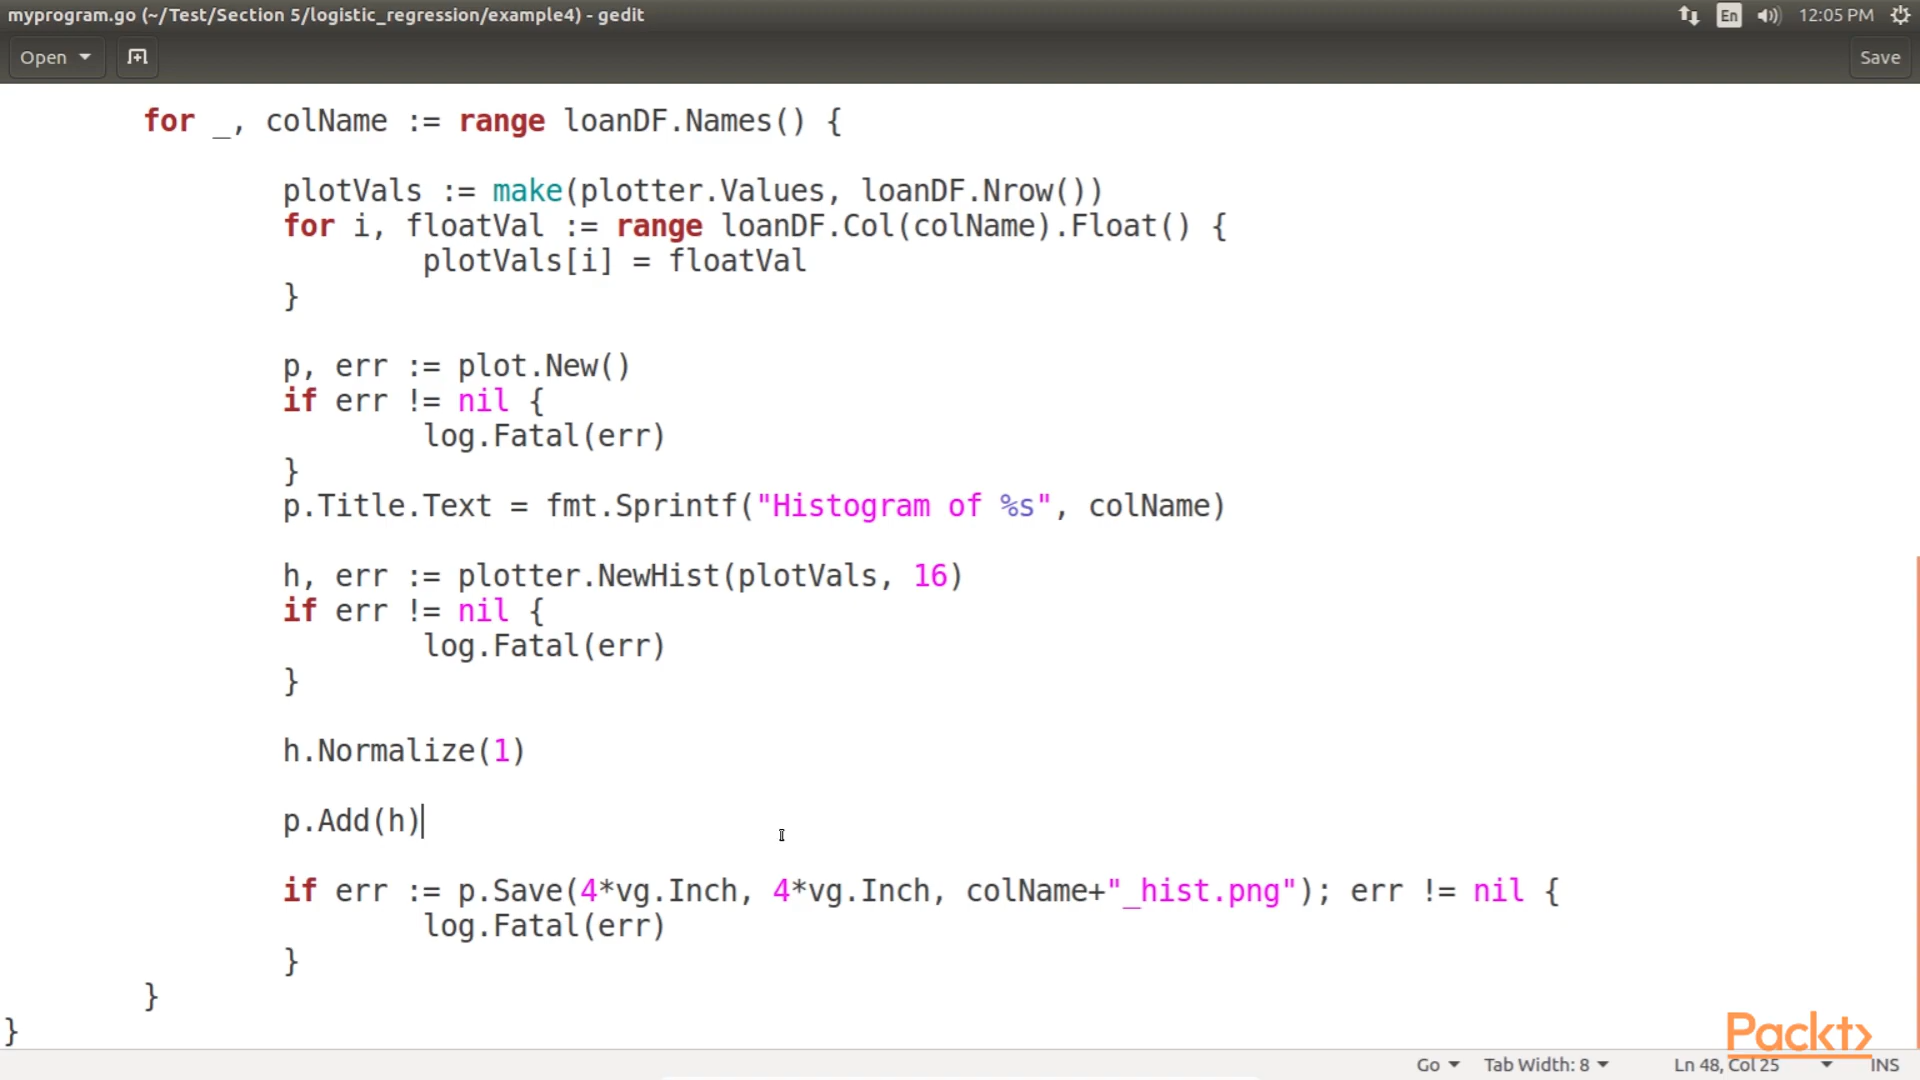 myprogram.go (~/Test/Section 5/logistic_regression/example4) - gedit
En
12:05 PM
Open
Save
for _, colName := range loanDF.Names() {
plotVals := make(plotter.Values, loanDF.Nrow())
for i, floatVal := range loanDF.Col(colName).Float() {
plotVals[i] = floatVal
}
p, err := plot.New()
if err != nil {
log.Fatal(err)
}
p.Title.Text = fmt.Sprintf("Histogram of %s", colName)
h, err := plotter.NewHist(plotVals, 16)
if err != nil {
log.Fatal(err)
}
h.Normalize(1)
p.Add(h)
if err := p.Save(4*vg.Inch, 4*vg.Inch, colName+"_hist.png"); err != nil {
log.Fatal(err)
}
}
}
Packt>
Go
Tab Width: 8
Ln 48, Col 25
INS